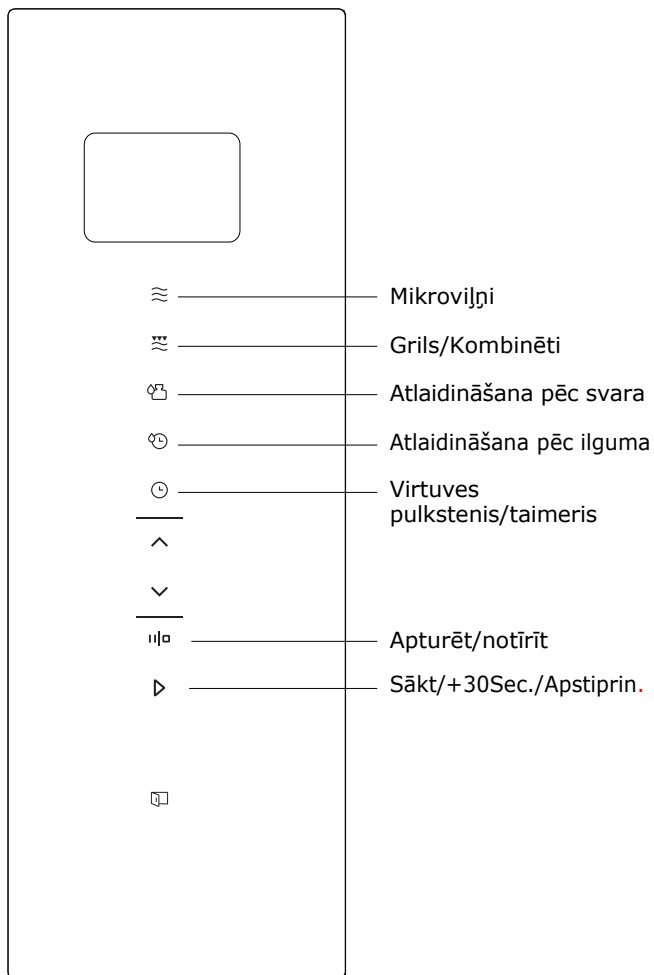 Mikroviļņi
Grils/Kombinēti
Atlaidināšana pēc svara
Atlaidināšana pēc ilguma
Virtuves
pulkstenis/taimeris
Apturēt/notīrīt
Sākt/+30Sec./Apstiprin.